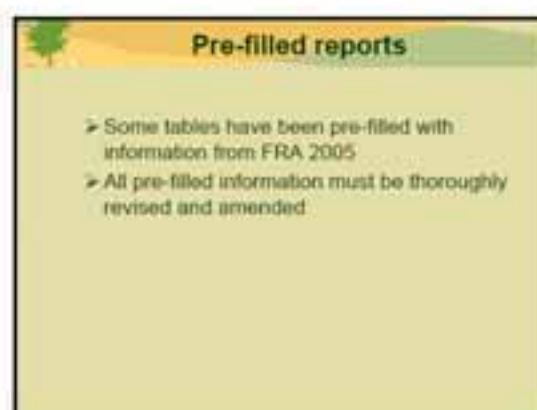 Pre-filled reports
➢ Some tables have been pre-filled with
information from FRA 2005
➢ All pre-filled information must be thoroughly
revised and amended